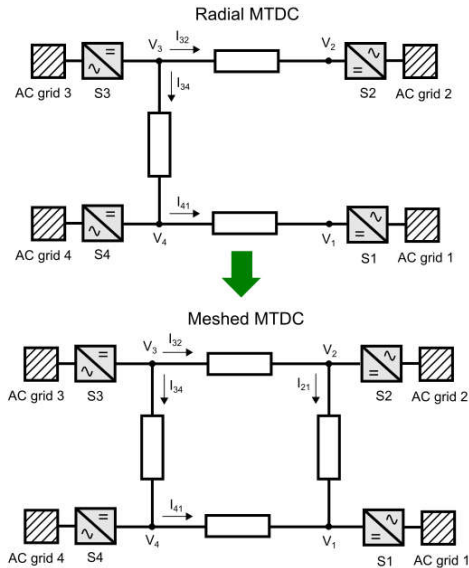 Radial MTDC
V3 I32 V2
AC grid 3 S3 I34 S2 AC grid 2
I41
AC grid 4 S4 V4 V1 S1 AC grid 1
Meshed MTDC
V3 I32 V2
AC grid 3 S3 I34 I21 S2 AC grid 2
I41
AC grid 4 S4 V4 V1 S1 AC grid 1